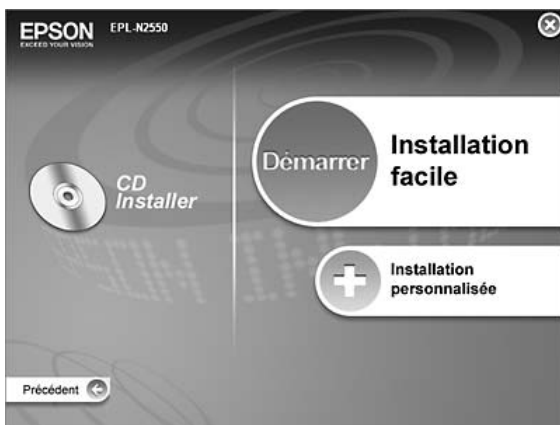 EPSON
EXCEED YOUR VISION
EPL-N2550
CD
Installer
Démarrer
Installation
facile
Installation
personnalisée
Précédent